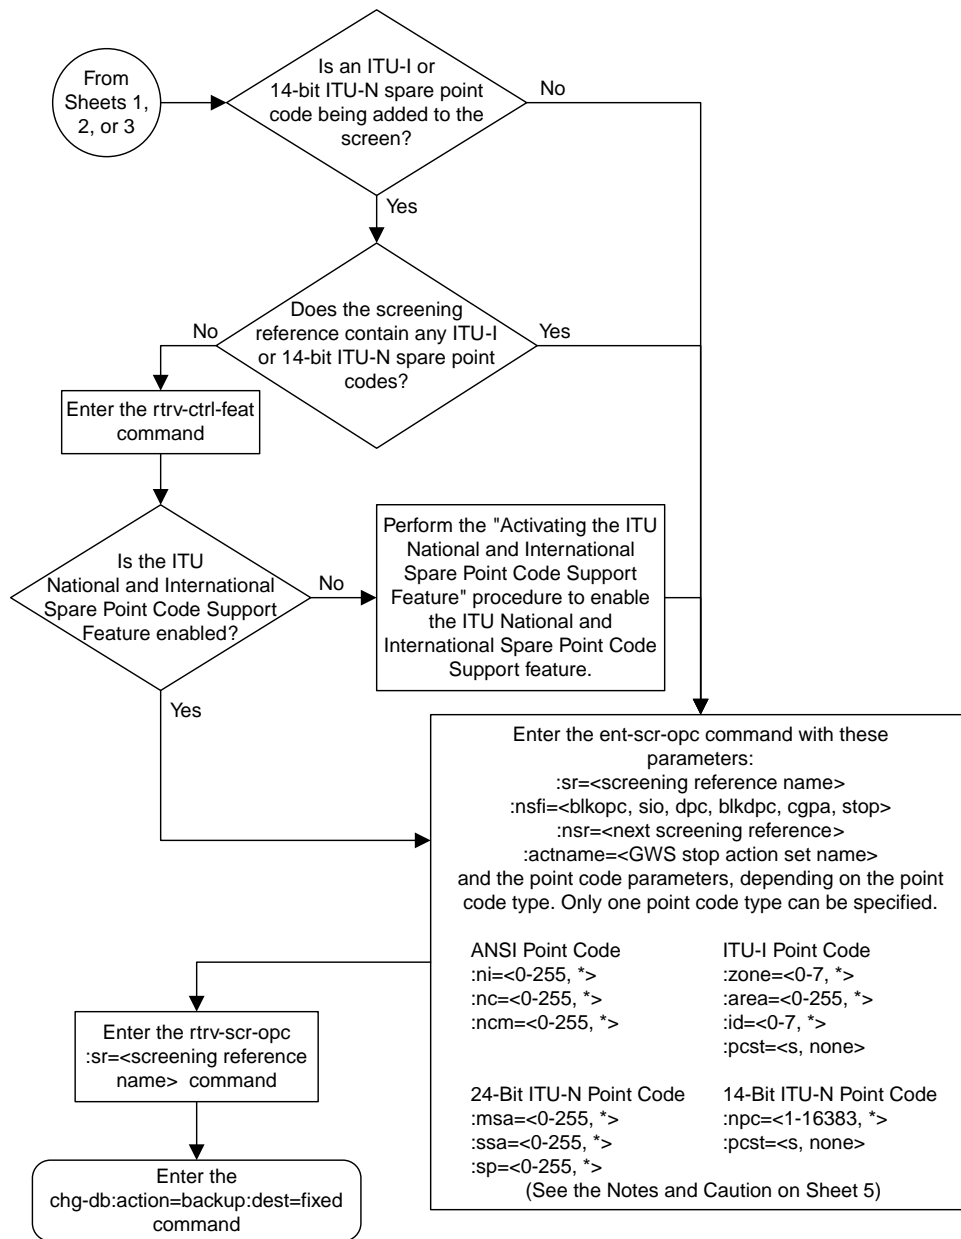 From
Sheets 1,
2, or 3
Is an ITU-I or
14-bit ITU-N spare point
code being added to the
screen?
No
Yes
Does the screening
reference contain any ITU-I
or 14-bit ITU-N spare point
codes?
No
Yes
Enter the rtrv-ctrl-feat
command
Is the ITU
National and International
Spare Point Code Support
Feature enabled?
No
Yes
Perform the "Activating the ITU
National and International
Spare Point Code Support
Feature" procedure to enable
the ITU National and
International Spare Point Code
Support feature.
Enter the ent-scr-opc command with these
parameters:
:sr=<screening reference name>
:nsfi=<blkopc, sio, dpc, blkdpc, cgpa, stop>
:nsr=<next screening reference>
:actname=<GWS stop action set name>
and the point code parameters, depending on the point
code type. Only one point code type can be specified.
ANSI Point Code
:ni=<0-255, *>
:nc=<0-255, *>
:ncm=<0-255, *>
ITU-I Point Code
:zone=<0-7, *>
:area=<0-255, *>
:id=<0-7, *>
:pcst=<s, none>
24-Bit ITU-N Point Code
:msa=<0-255, *>
:ssa=<0-255, *>
:sp=<0-255, *>
14-Bit ITU-N Point Code
:npc=<1-16383, *>
:pcst=<s, none>
(See the Notes and Caution on Sheet 5)
Enter the rtrv-scr-opc
:sr=<screening reference
name> command
Enter the
chg-db:action=backup:dest=fixed
command